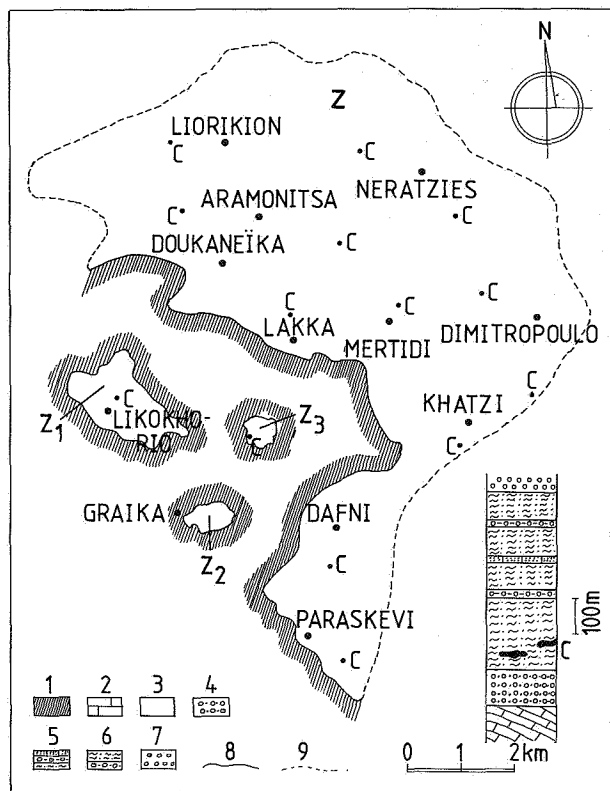 N
Z
LIORIKION
C
C
NERATZIES
ARAMONITSA
C
C
DOUKANEÏKA
C
C
C
C
LAKKA
MERTIDI
DIMITROPOULO
C
C
Z1
LIKOKHO-
RIO
C
Z3
KHATZI
C
GRAIKA
Z2
DAFNI
C
PARASKEVI
C
100m
C
1
2
3
4
5
6
7
8
9
0
1
2km